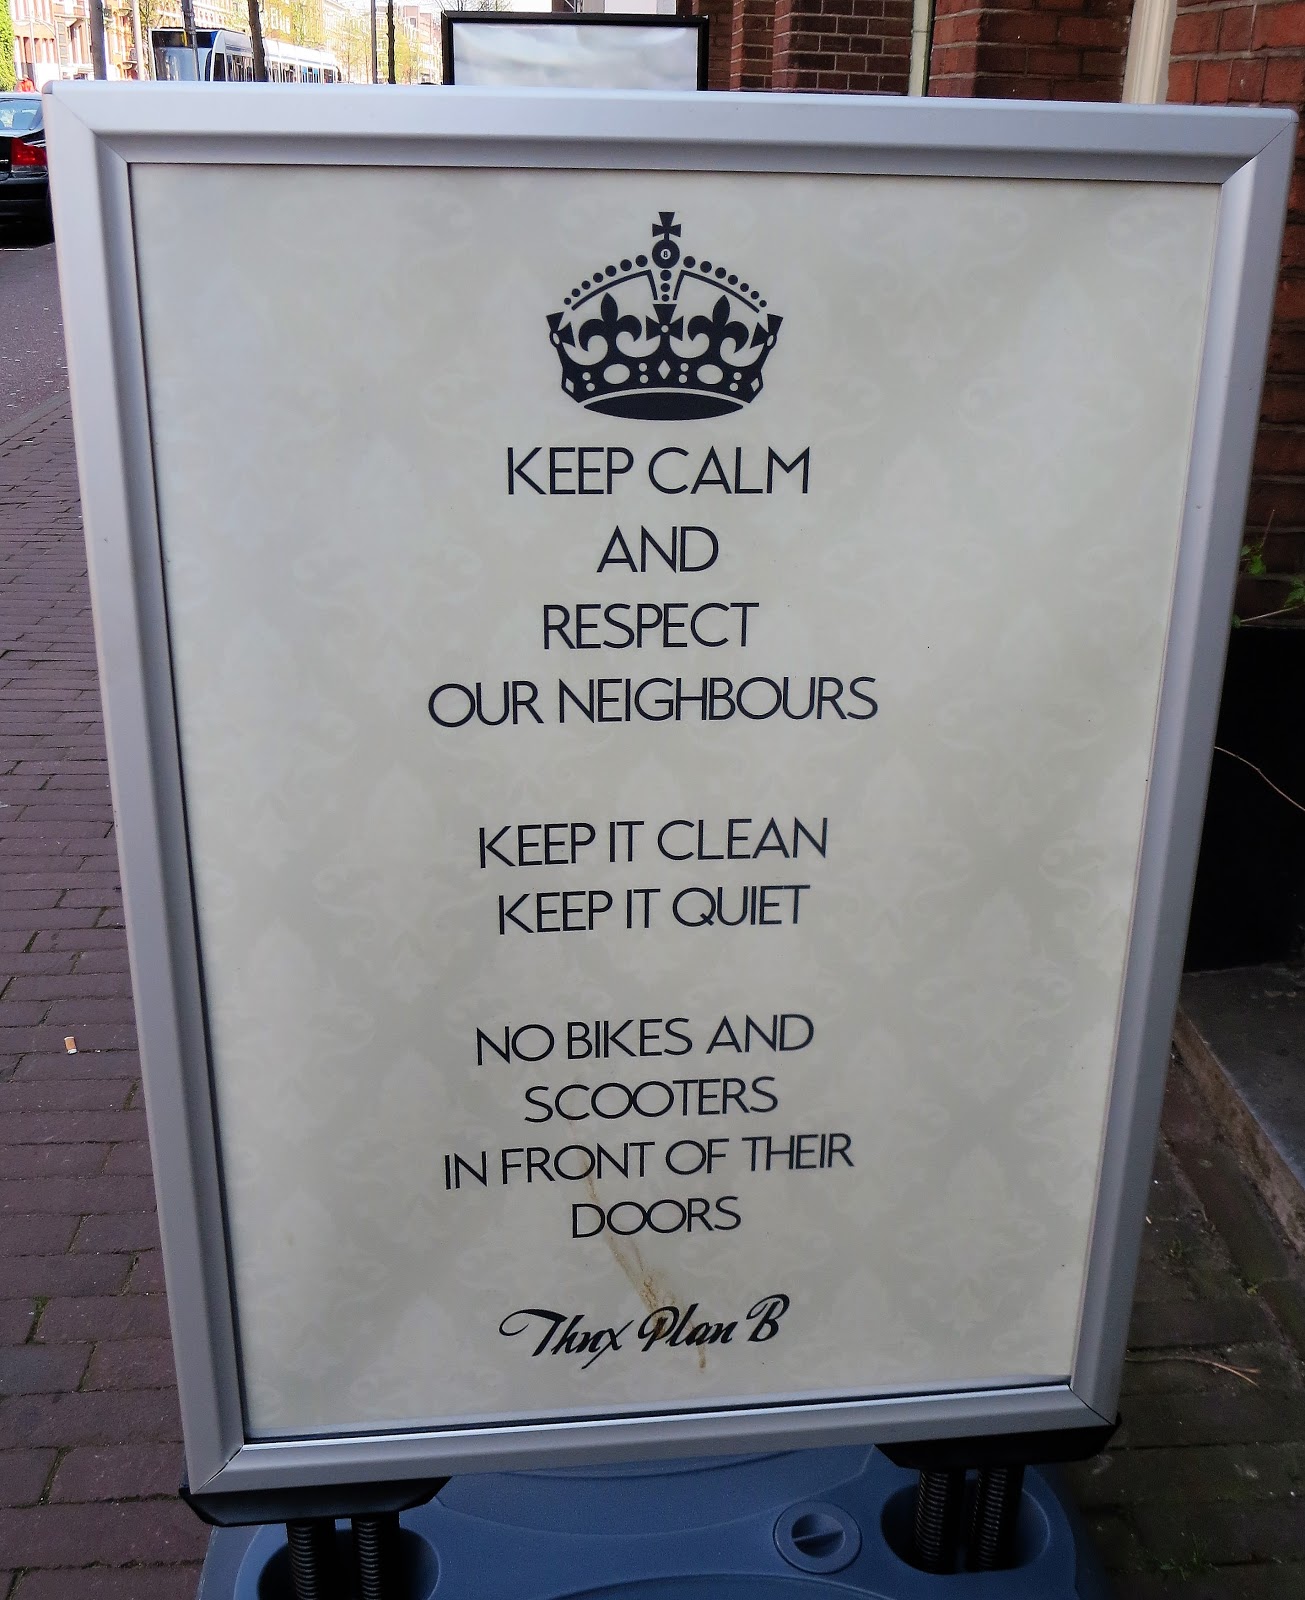 8
KEEP CALM
AND
RESPECT
OUR NEIGHBOURS
KEEP IT CLEAN
KEEP IT QUIET
NO BIKES AND
SCOOTERS
IN FRONT OF THEIR
DOORS
Thnx Plan B